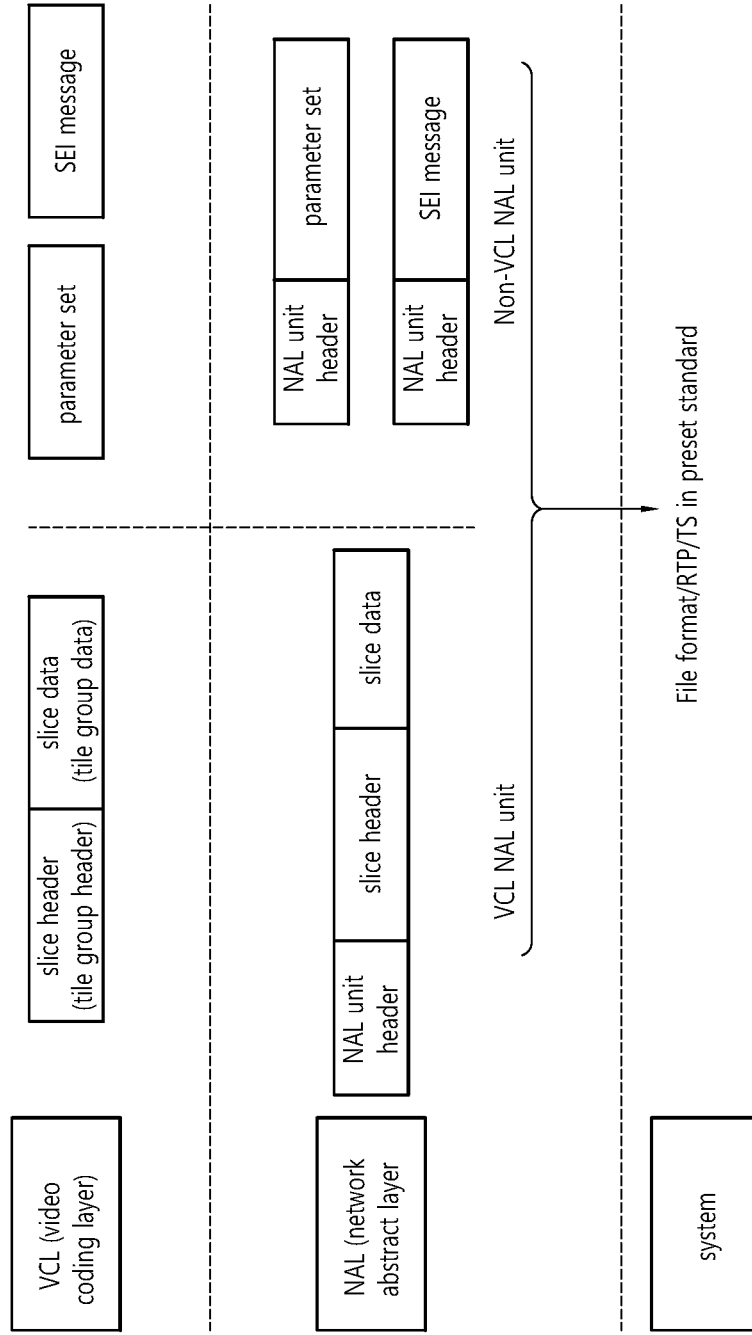 VCL (video
coding layer)
slice header
(tile group header)
slice data
(tile group data)
parameter set
SEI message
NAL (network
abstract layer
NAL unit
header
slice header
slice data
NAL unit
header
parameter set
NAL unit
header
SEI message
VCL NAL unit
Non-VCL NAL unit
system
File format/RTP/TS in preset standard